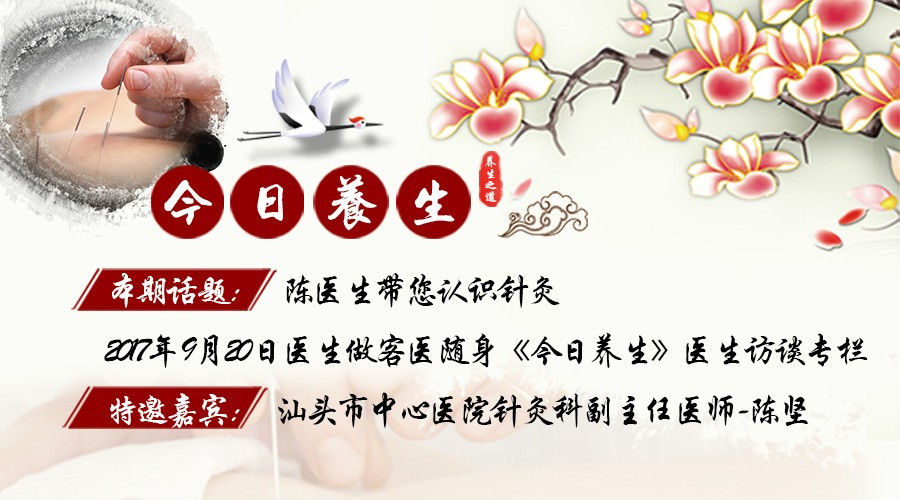 今日養生
养生之道
本期话题： 陈医生带您认识针灸
2017年9月20日医生做客医随身《今日养生》医生访谈专栏
特邀嘉宾： 汕头市中心医院针灸科副主任医师-陈坚